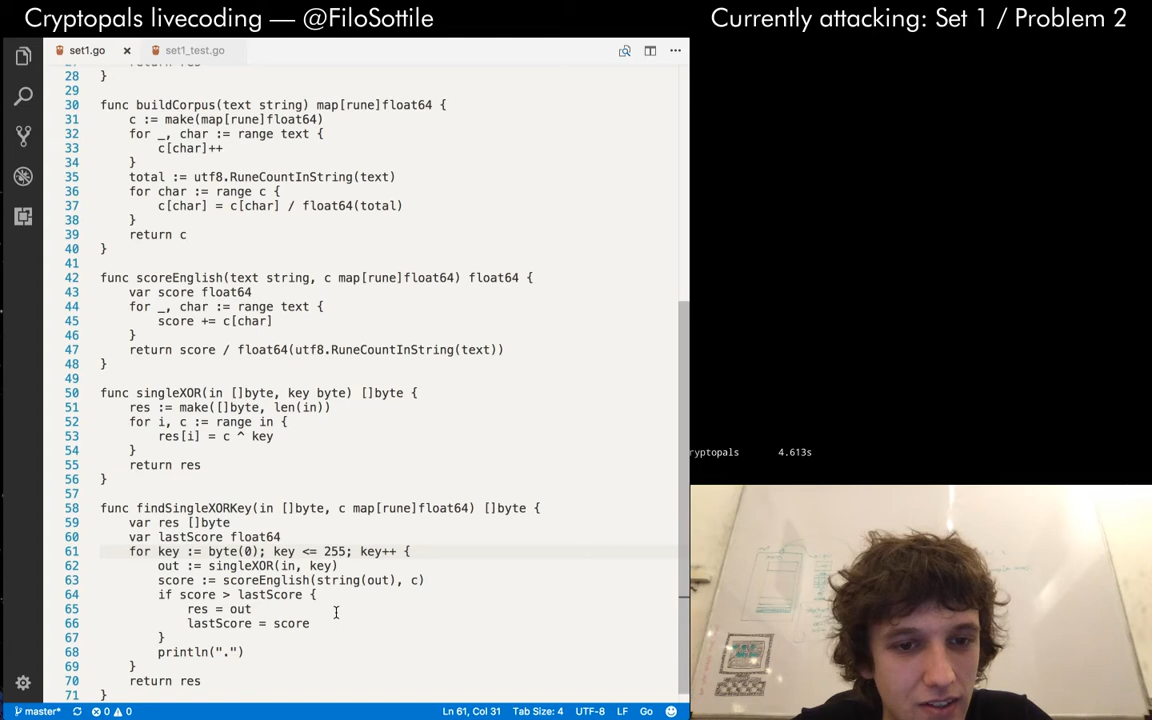 Cryptopals livecoding — @FiloSottile
Currently attacking: Set 1 / Problem 2
set1.go
set1_test.go
28 }
29
30 func buildCorpus(text string) map[rune]float64 {
31 c := make(map[rune]float64)
32 for _, char := range text {
33 c[char]++
34 }
35 total := utf8.RuneCountInString(text)
36 for char := range c {
37 c[char] = c[char] / float64(total)
38 }
39 return c
40 }
41
42 func scoreEnglish(text string, c map[rune]float64) float64 {
43 var score float64
44 for _, char := range text {
45 score += c[char]
46 }
47 return score / float64(utf8.RuneCountInString(text))
48 }
49
50 func singleXOR(in []byte, key byte) []byte {
51 res := make([]byte, len(in))
52 for i, c := range in {
53 res[i] = c ^ key
54 }
55 return res
56 }
57
58 func findSingleXORKey(in []byte, c map[rune]float64) []byte {
59 var res []byte
60 var lastScore float64
61 for key := byte(0); key <= 255; key++ {
62 out := singleXOR(in, key)
63 score := scoreEnglish(string(out), c)
64 if score > lastScore {
65 res = out
66 lastScore = score
67 }
68 println(".")
69 }
70 return res
71 }
ryptopals 4.613s
master* 0 0 Ln 61, Col 31 Tab Size: 4 UTF-8 LF Go